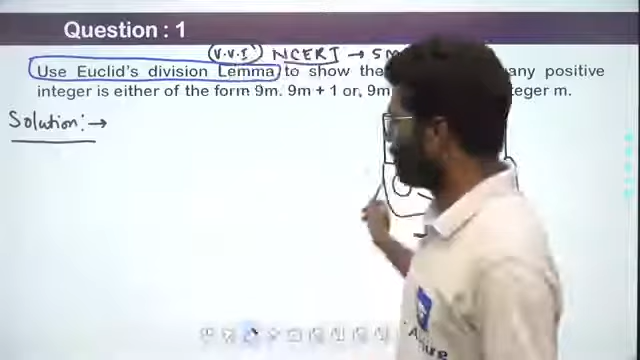 Question : 1
(V.V.I) NCERT → 5M
Use Euclid's division Lemma to show the any positive
integer is either of the form 9m. 9m + 1 or, 9m teger m.
Solution:→